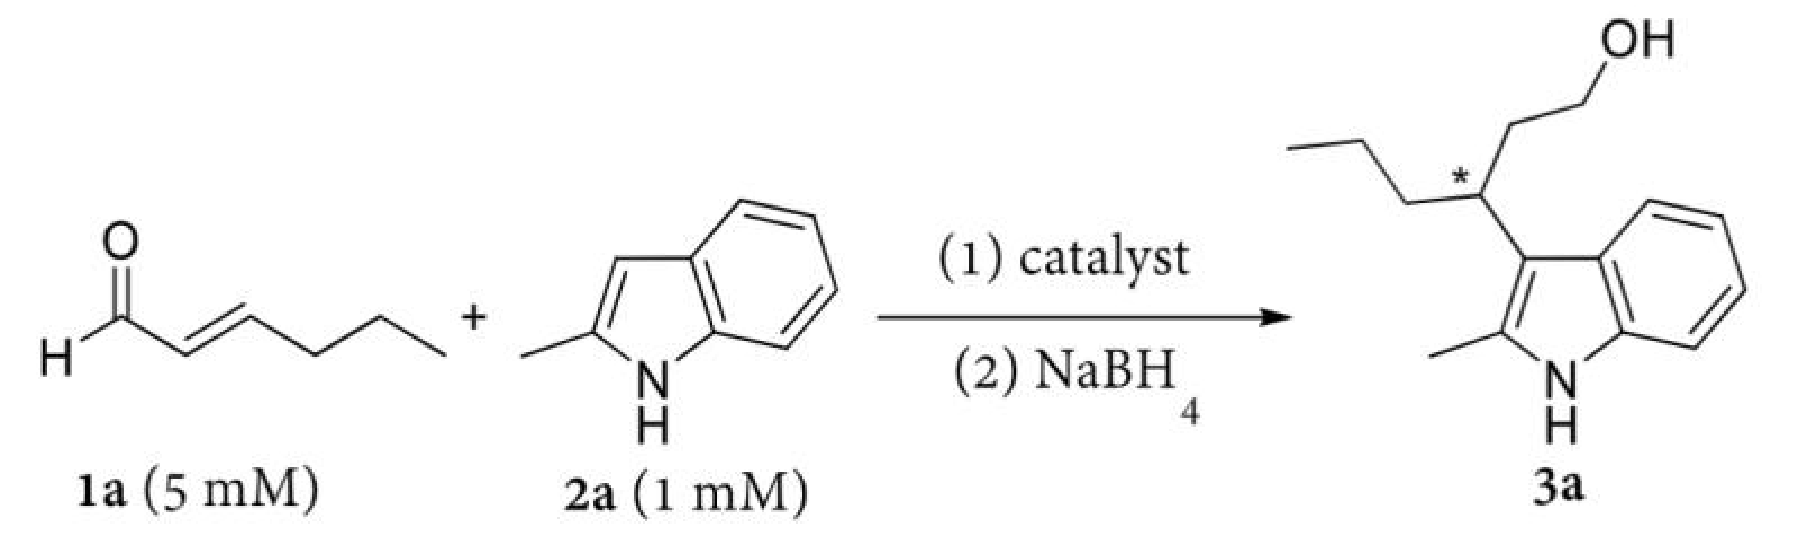 OH
*
O
H
+
N
H
(1) catalyst
(2) NaBH4
N
H
1a (5 mM)
2a (1 mM)
3a